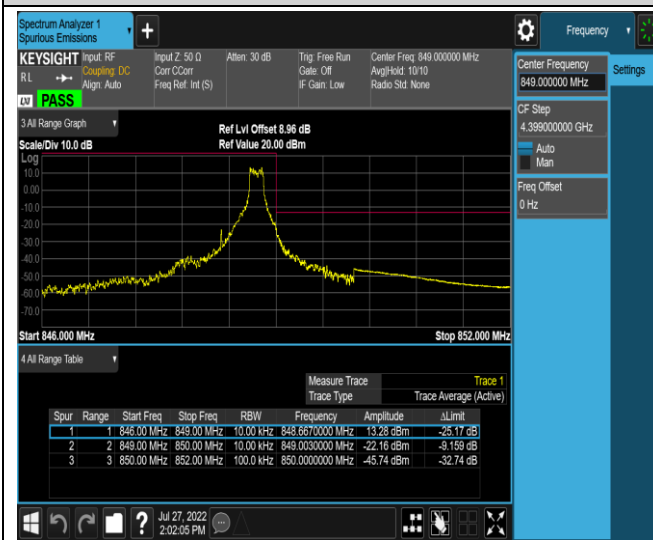 Spectrum Analyzer 1
Spurious Emissions
Frequency
KEYSIGHT Input: RF Input Z: 50 Ω Atten: 30 dB Trig: Free Run Center Freq: 849.000000 MHz
RL Coupling: DC Corr CCorr Gate: Off Avg|Hold: 10/10
Align: Auto Freq Ref: Int (S) IF Gain: Low Radio Std: None
PASS
Center Frequency
849.000000 MHz
Settings
CF Step
4.399000000 GHz
Auto
Man
Freq Offset
0 Hz
3 All Range Graph
Ref Lvl Offset 8.96 dB
Scale/Div 10.0 dB Ref Value 20.00 dBm
Log
10.0
0.00
-10.0
-20.0
-30.0
-40.0
-50.0
-60.0
-70.0
Start 846.000 MHz Stop 852.000 MHz
4 All Range Table
Measure Trace Trace 1
Trace Type Trace Average (Active)
Spur Range Start Freq Stop Freq RBW Frequency Amplitude ΔLimit
1 1 846.00 MHz 849.00 MHz 10.00 kHz 848.6670000 MHz 13.28 dBm -25.17 dB
2 2 849.00 MHz 850.00 MHz 10.00 kHz 849.0030000 MHz -22.16 dBm -9.159 dB
3 3 850.00 MHz 852.00 MHz 100.0 kHz 850.0000000 MHz -45.74 dBm -32.74 dB
? Jul 27, 2022
2:02:05 PM